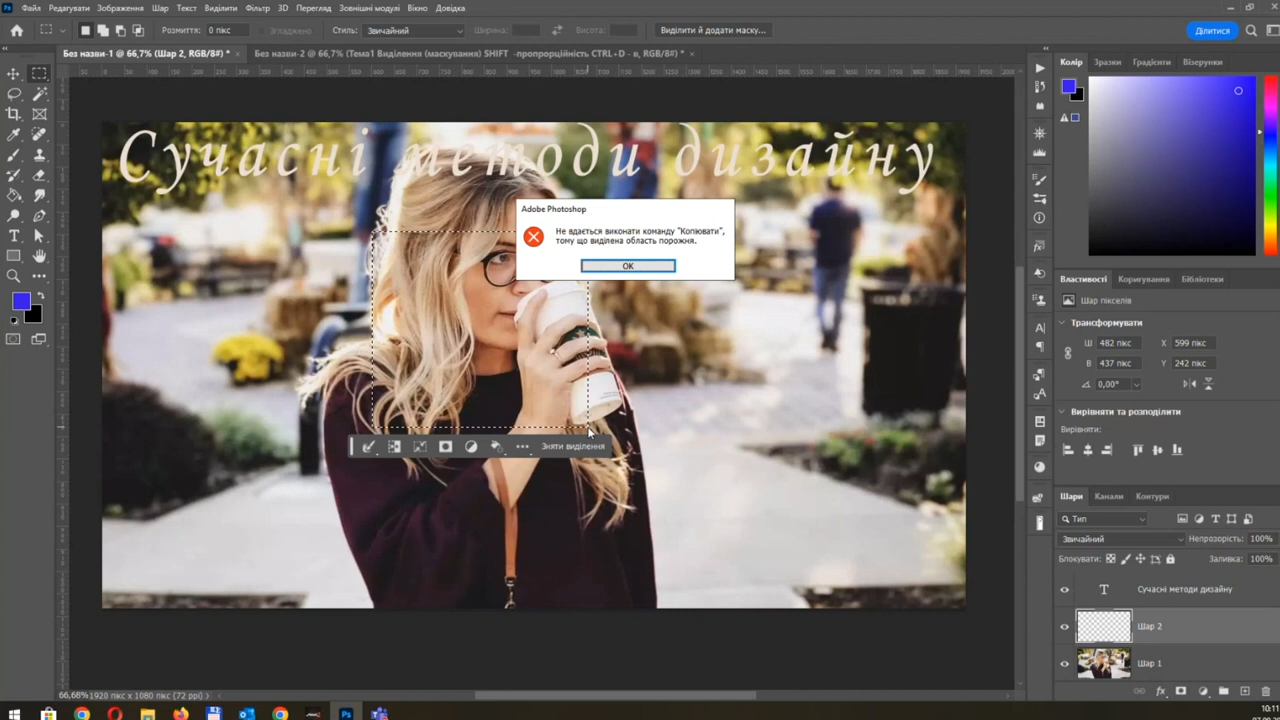 Файл Редагувати Зображення Шар Текст Виділити Фільтр 3D Перегляд Зовнішні модулі Вікно Довідка
Розмиття: 0 пікс Згладжено Стиль: Звичайний Ширина: Висота: Виділити й додати маску... Ділитися
Без назви-1 @ 66,7% (Шар 2, RGB/8#) * Без назви-2 @ 66,7% (Тема1 Виділення (маскування) SHIFT -пропорційність CTRL+D - в, RGB/8#) *
Колір Зразки Градієнти Візерунки
Сучасні методи дизайну
Adobe Photoshop
Не вдається виконати команду "Копіювати",
тому що виділена область порожня.
OK
Властивості Коригування Бібліотеки
Шар пікселів
Трансформувати
Ш 482 пікс X 599 пікс
В 437 пікс Y 242 пікс
0,00°
Вирівняти та розподілити
Вирівняти:
Зняти виділення
Шари Канали Контури
Тип
Звичайний Непрозорість: 100%
Блокувати: Заливка: 100%
Сучасні методи дизайну
Шар 2
Шар 1
66,68% 1920 пікс x 1080 пікс (72 ppi)
10:11